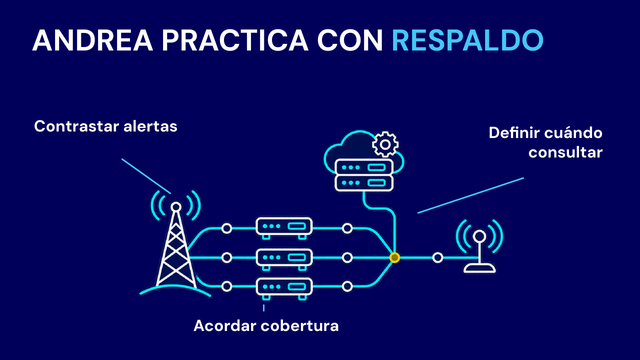 ANDREA PRACTICA CON RESPALDO
Contrastar alertas
Definir cuándo
consultar
Acordar cobertura